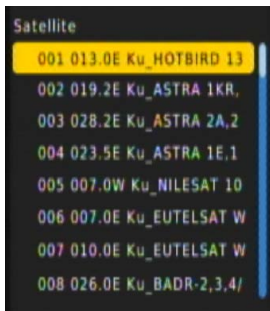 Satellite
001 013.0E Ku_HOTBIRD 13
002 019.2E Ku_ASTRA 1KR,
003 028.2E Ku_ASTRA 2A,2
004 023.5E Ku_ASTRA 1E,1
005 007.0W Ku_NILESAT 10
006 007.0E Ku_EUTELSAT W
007 010.0E Ku_EUTELSAT W
008 026.0E Ku_BADR-2,3,4/